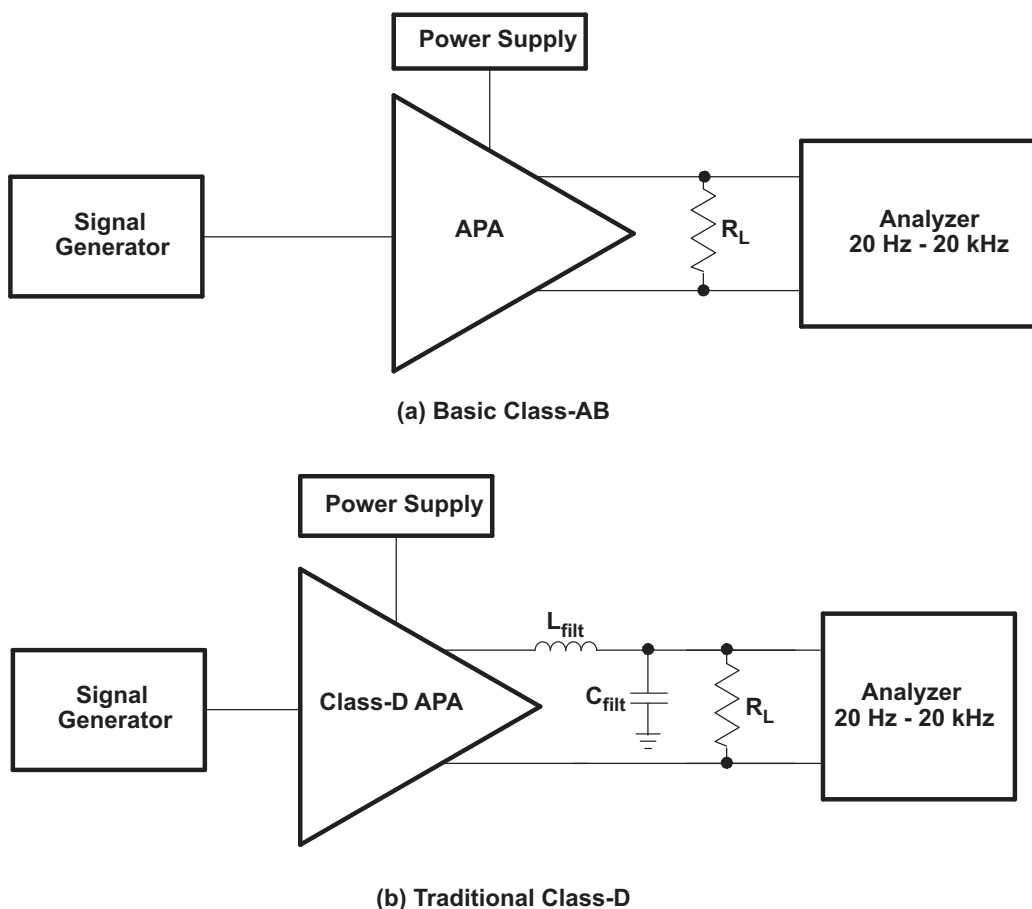 Power Supply
Signal
Generator
APA
R_L
Analyzer
20 Hz - 20 kHz
(a) Basic Class-AB
Power Supply
Signal
Generator
Class-D APA
L_filt
C_filt
R_L
Analyzer
20 Hz - 20 kHz
(b) Traditional Class-D